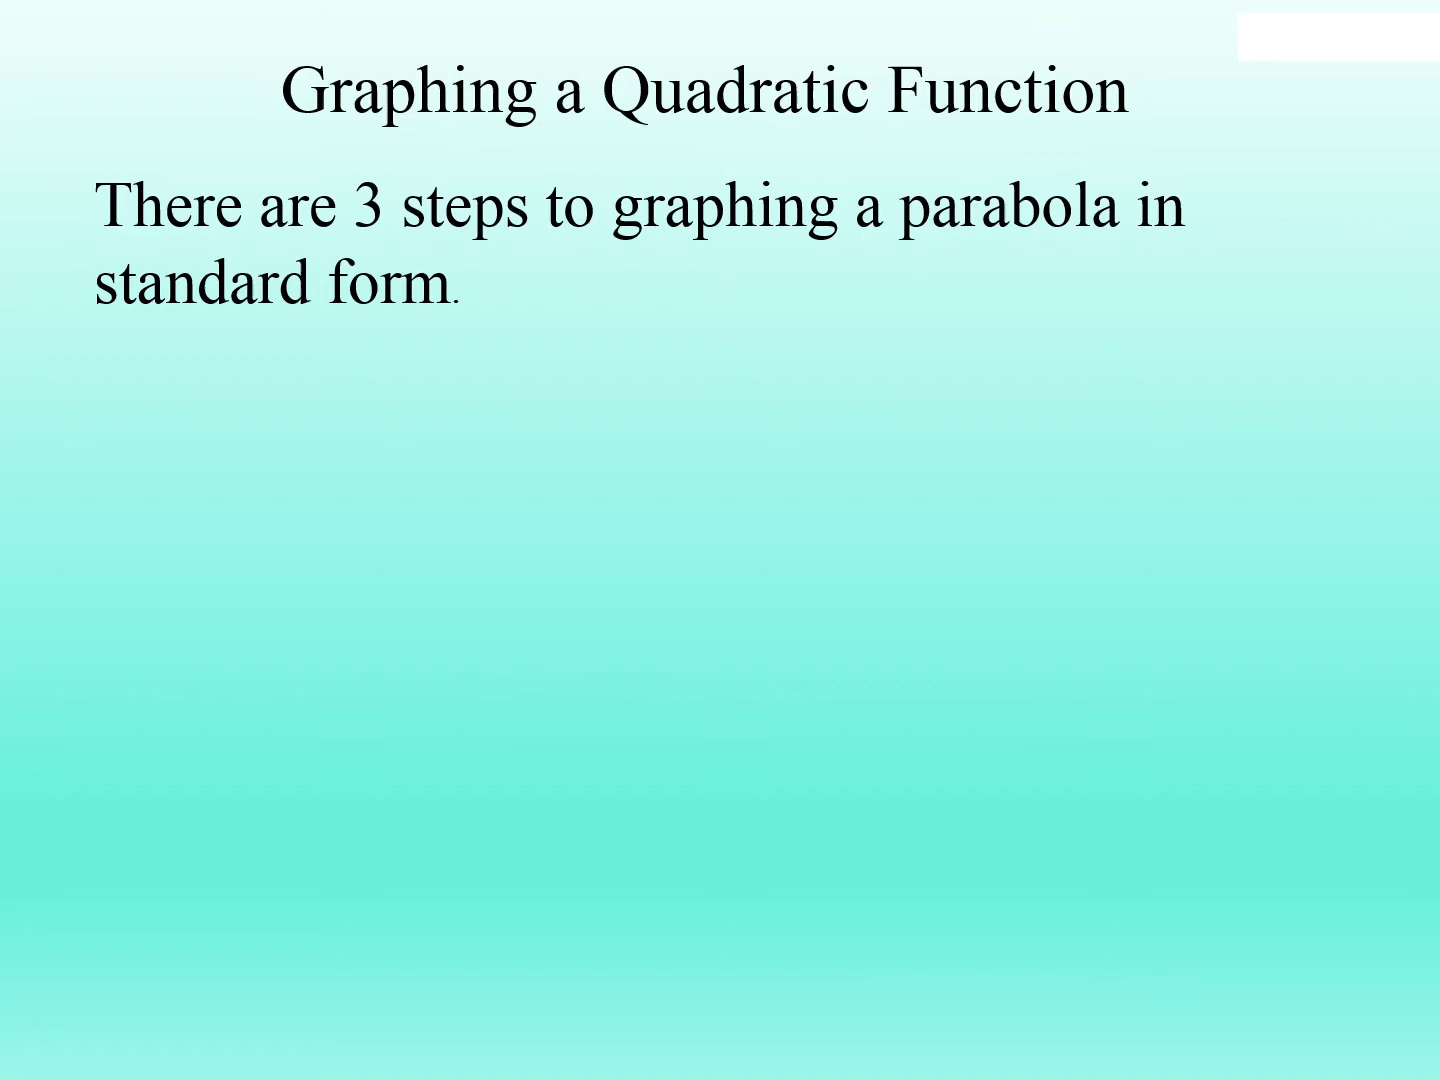 Graphing a Quadratic Function
There are 3 steps to graphing a parabola in
standard form.